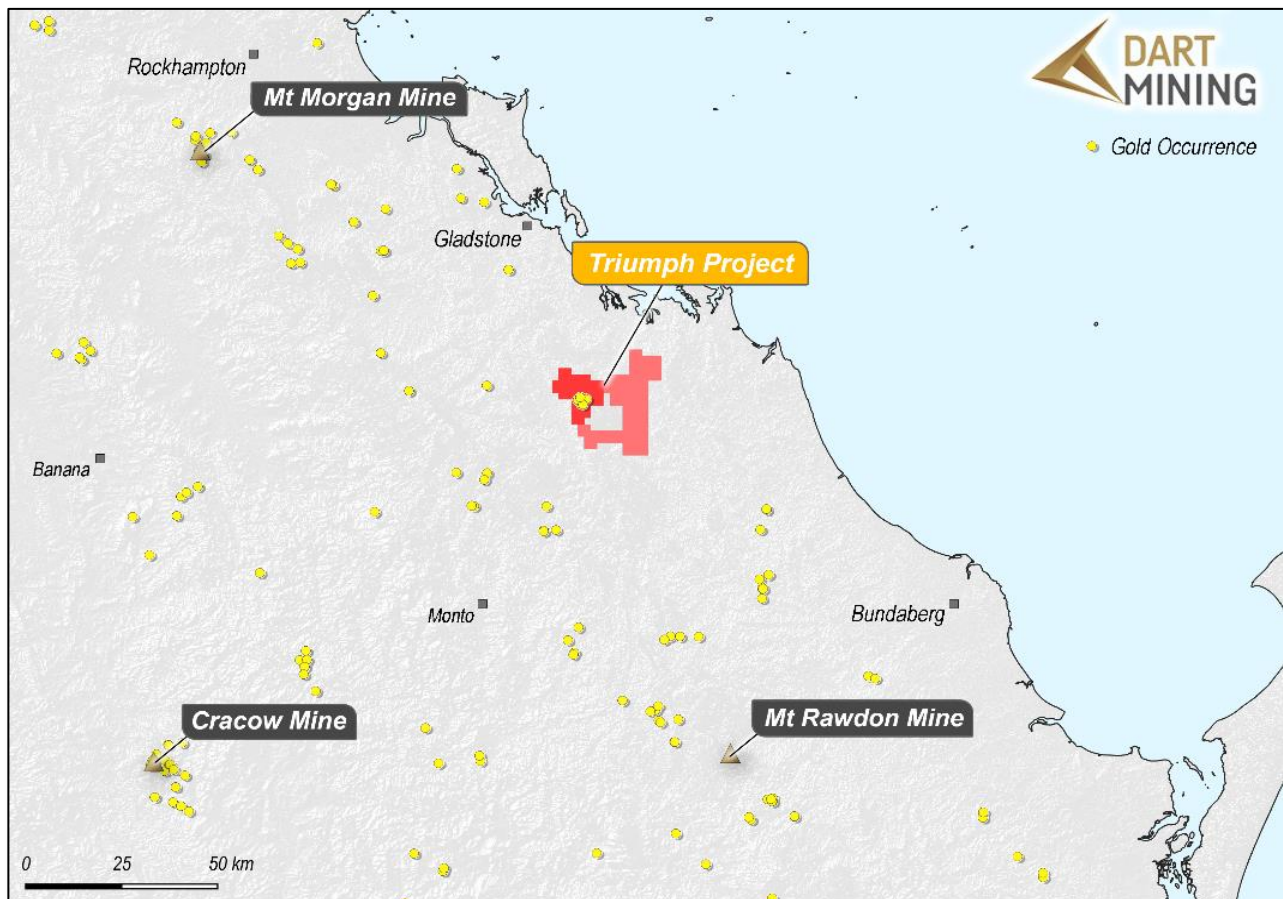 DART
MINING
Rockhampton
Mt Morgan Mine
Gold Occurrence
Gladstone
Triumph Project
Banana
Monto
Bundaberg
Cracow Mine
Mt Rawdon Mine
0 25 50 km